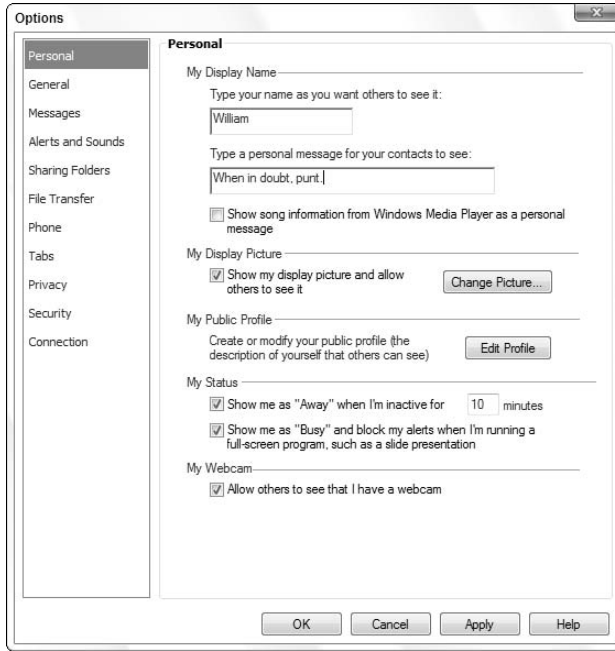 Options
Personal
General
Messages
Alerts and Sounds
Sharing Folders
File Transfer
Phone
Tabs
Privacy
Security
Connection
Personal
My Display Name
Type your name as you want others to see it:
William
Type a personal message for your contacts to see:
When in doubt, punt.
Show song information from Windows Media Player as a personal
message
My Display Picture
Show my display picture and allow
others to see it
Change Picture...
My Public Profile
Create or modify your public profile (the
description of yourself that others can see)
Edit Profile
My Status
Show me as "Away" when I'm inactive for 10 minutes
Show me as "Busy" and block my alerts when I'm running a
full-screen program, such as a slide presentation
My Webcam
Allow others to see that I have a webcam
OK Cancel Apply Help